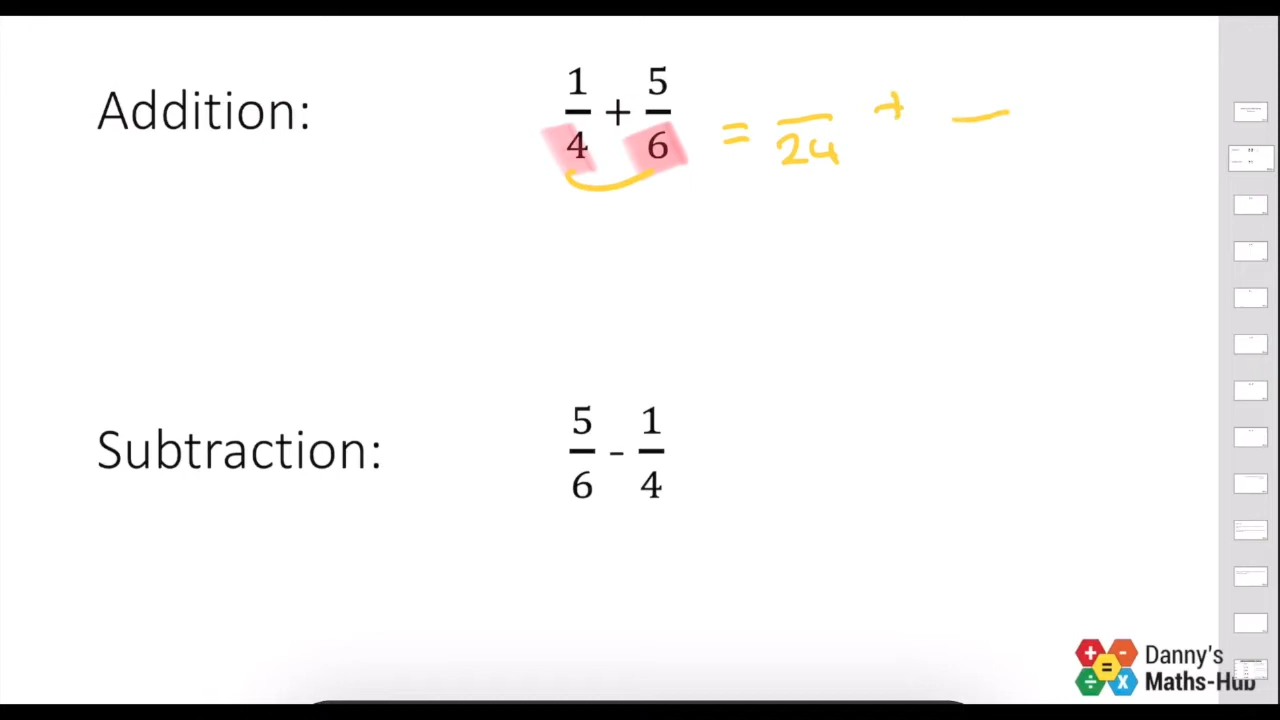 Addition: 1/4 + 5/6 = /24 +
Subtraction: 5/6 - 1/4
Danny's
Maths-Hub